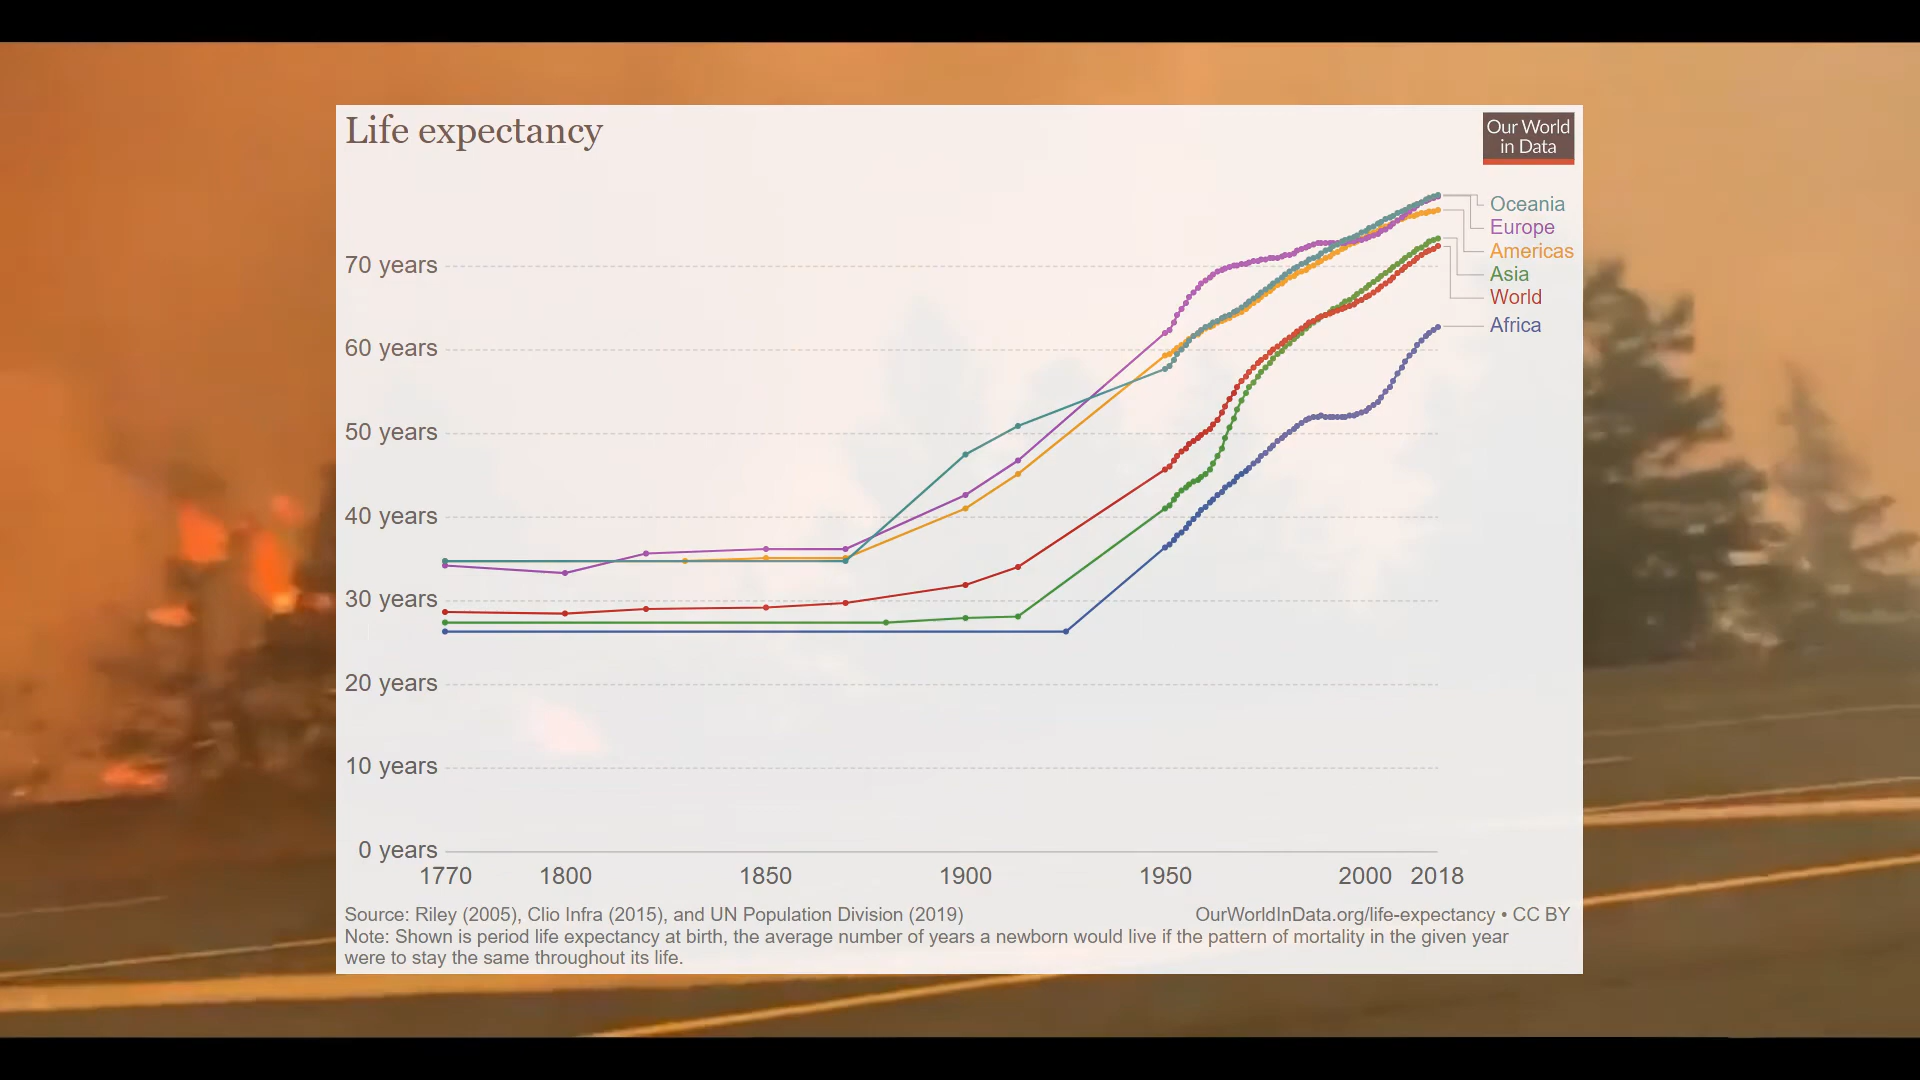 Life expectancy
Our World
in Data
Oceania
Europe
Americas
Asia
World
Africa
70 years
60 years
50 years
40 years
30 years
20 years
10 years
0 years
1770 1800 1850 1900 1950 2000 2018
Source: Riley (2005), Clio Infra (2015), and UN Population Division (2019)
OurWorldInData.org/life-expectancy • CC BY
Note: Shown is period life expectancy at birth, the average number of years a newborn would live if the pattern of mortality in the given year
were to stay the same throughout its life.